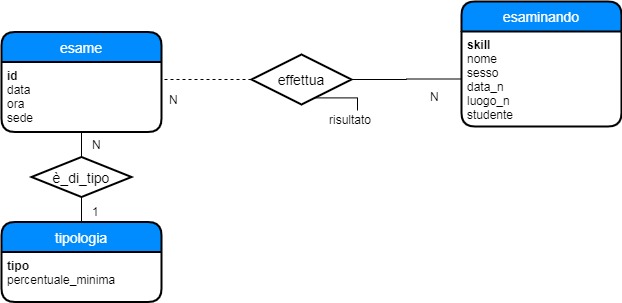 esame
id
data
ora
sede
N
effettua
risultato
N
esaminando
skill
nome
sesso
data_n
luogo_n
studente
N
è_di_tipo
1
tipologia
tipo
percentuale_minima